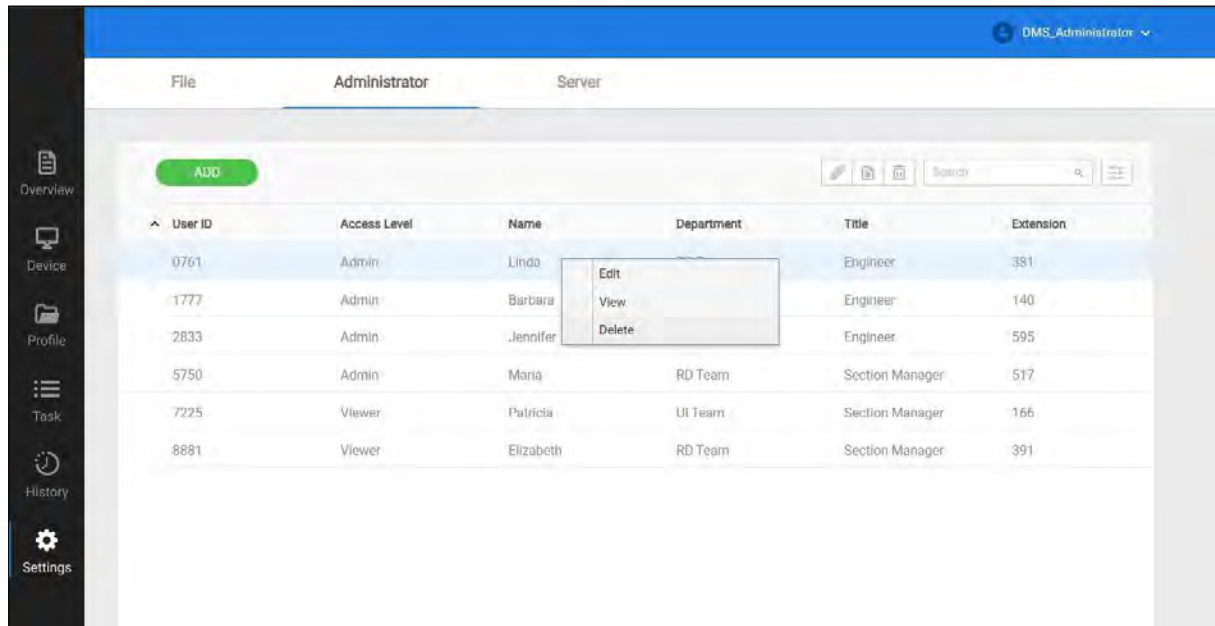 DMS_Administrator
File Administrator Server
Overview
Device
Profile
Task
History
Settings
ADD Search
User ID Access Level Name Department Title Extension
0761 Admin Linda Engineer 381
1777 Admin Barbara Engineer 140
2833 Admin Jennifer Engineer 595
5750 Admin Maria RD Team Section Manager 517
7225 Viewer Patricia UI Team Section Manager 166
8881 Viewer Elizabeth RD Team Section Manager 391
Edit
View
Delete